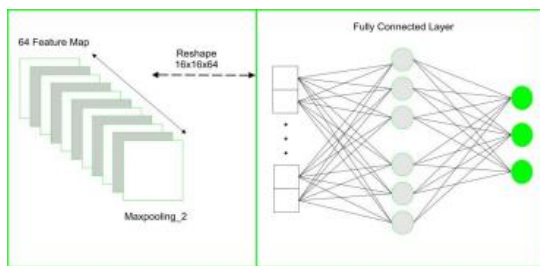 64 Feature Map
Reshape
16x16x64
Maxpooling_2
Fully Connected Layer